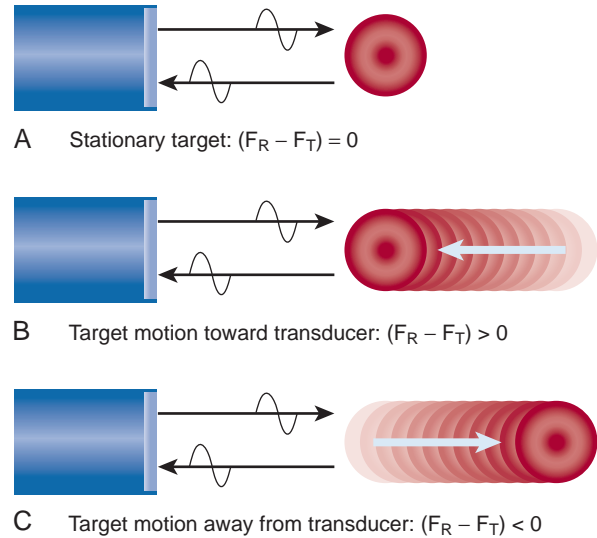 A Stationary target: (F_R – F_T) = 0
B Target motion toward transducer: (F_R – F_T) > 0
C Target motion away from transducer: (F_R – F_T) < 0